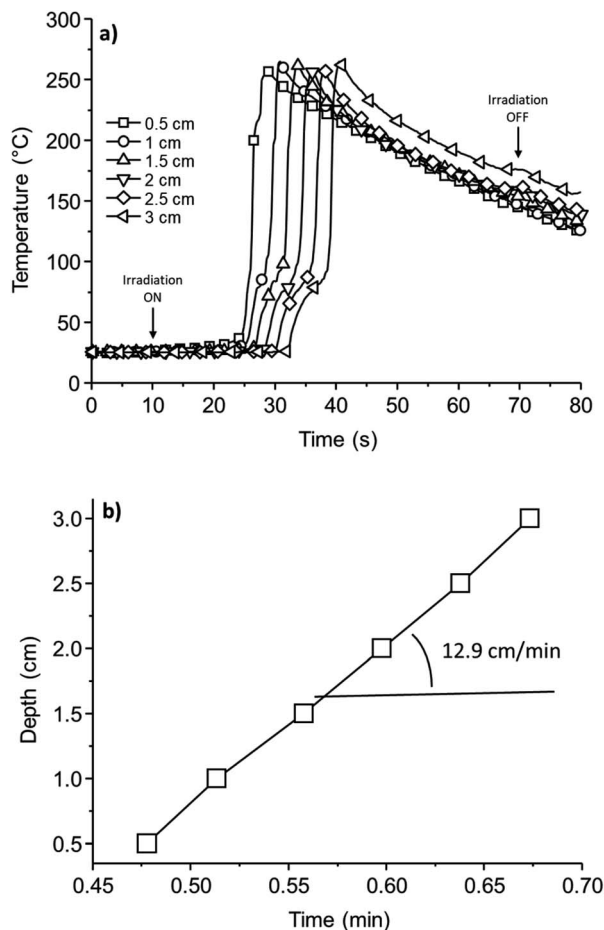 a)
300
250
200
150
100
50
0
Temperature (°C)
0.5 cm
1 cm
1.5 cm
2 cm
2.5 cm
3 cm
Irradiation
ON
Irradiation
OFF
0 10 20 30 40 50 60 70 80
Time (s)
b)
3.0
2.5
2.0
1.5
1.0
0.5
Depth (cm)
12.9 cm/min
0.45 0.50 0.55 0.60 0.65 0.70
Time (min)